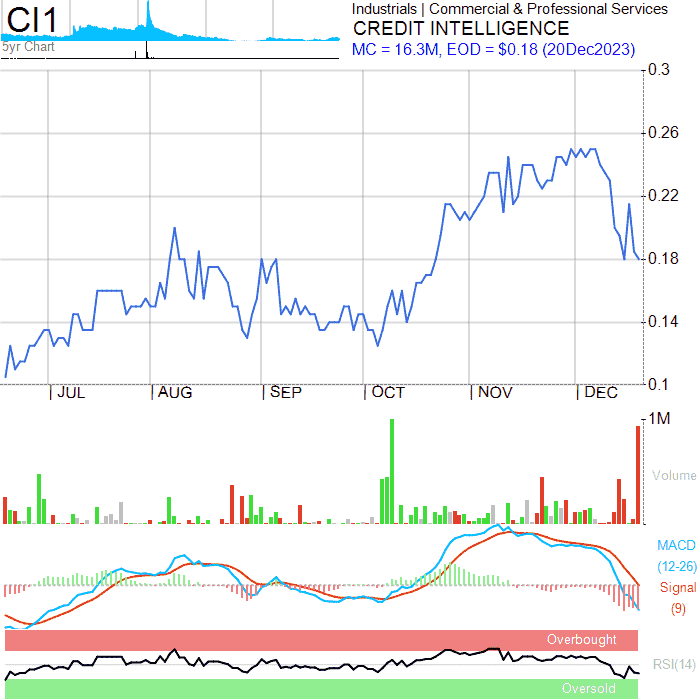 CI1
5yr Chart
Industrials | Commercial & Professional Services
CREDIT INTELLIGENCE
MC = 16.3M, EOD = $0.18 (20Dec2023)
0.3
0.26
0.22
0.18
0.14
0.1
JUL AUG SEP OCT NOV DEC
1M
Volume
MACD
(12-26)
Signal
(9)
Overbought
RSI(14)
Oversold